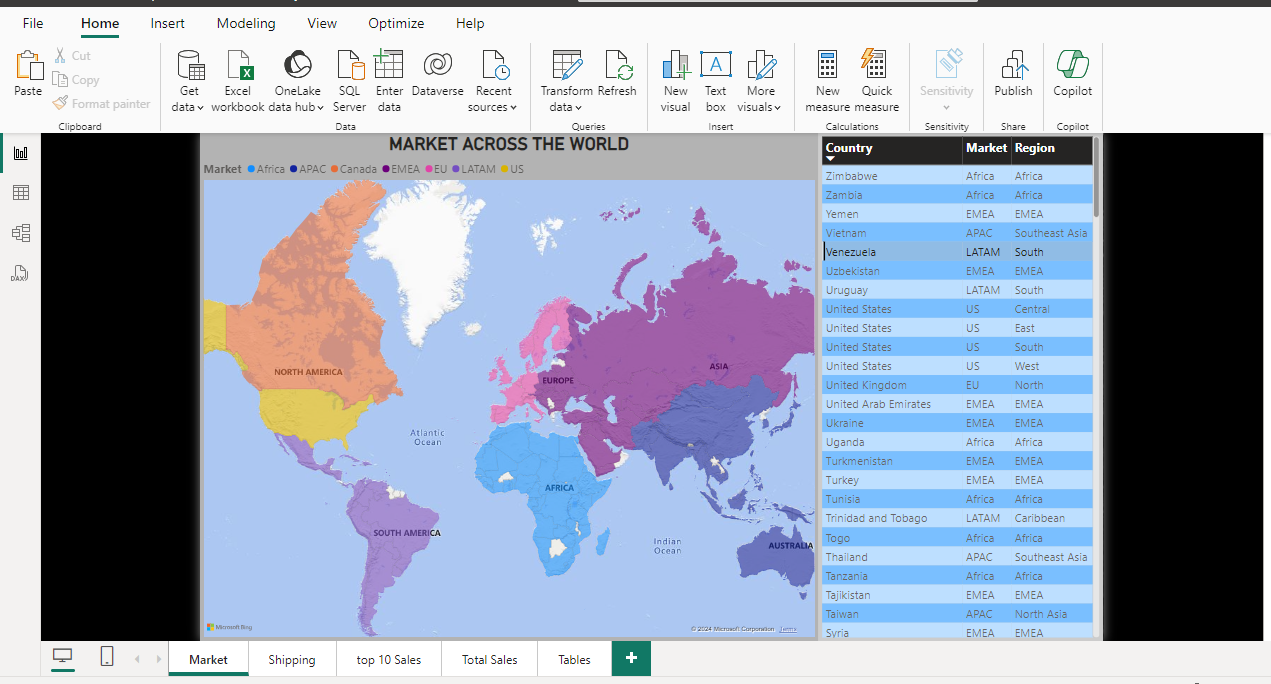 File Home Insert Modeling View Optimize Help
Paste
Cut
Copy
Format painter
Clipboard
Get data
Excel workbook
OneLake data hub
SQL Server
Enter data
Dataverse
Recent sources
Data
Transform data
Refresh
Queries
New visual
Text box
More visuals
Insert
New measure
Quick measure
Calculations
Sensitivity
Sensitivity
Publish
Share
Copilot
Copilot
MARKET ACROSS THE WORLD
Market Africa APAC Canada EMEA EU LATAM US
NORTH AMERICA
EUROPE
ASIA
Atlantic
Ocean
AFRICA
SOUTH AMERICA
Indian
Ocean
AUSTRALIA
Microsoft Bing
© 2024 Microsoft Corporation Terms
Country Market Region
Zimbabwe Africa Africa
Zambia Africa Africa
Yemen EMEA EMEA
Vietnam APAC Southeast Asia
Venezuela LATAM South
Uzbekistan EMEA EMEA
Uruguay LATAM South
United States US Central
United States US East
United States US South
United States US West
United Kingdom EU North
United Arab Emirates EMEA EMEA
Ukraine EMEA EMEA
Uganda Africa Africa
Turkmenistan EMEA EMEA
Turkey EMEA EMEA
Tunisia Africa Africa
Trinidad and Tobago LATAM Caribbean
Togo Africa Africa
Thailand APAC Southeast Asia
Tanzania Africa Africa
Tajikistan EMEA EMEA
Taiwan APAC North Asia
Syria EMEA EMEA
DAX
Market Shipping top 10 Sales Total Sales Tables +